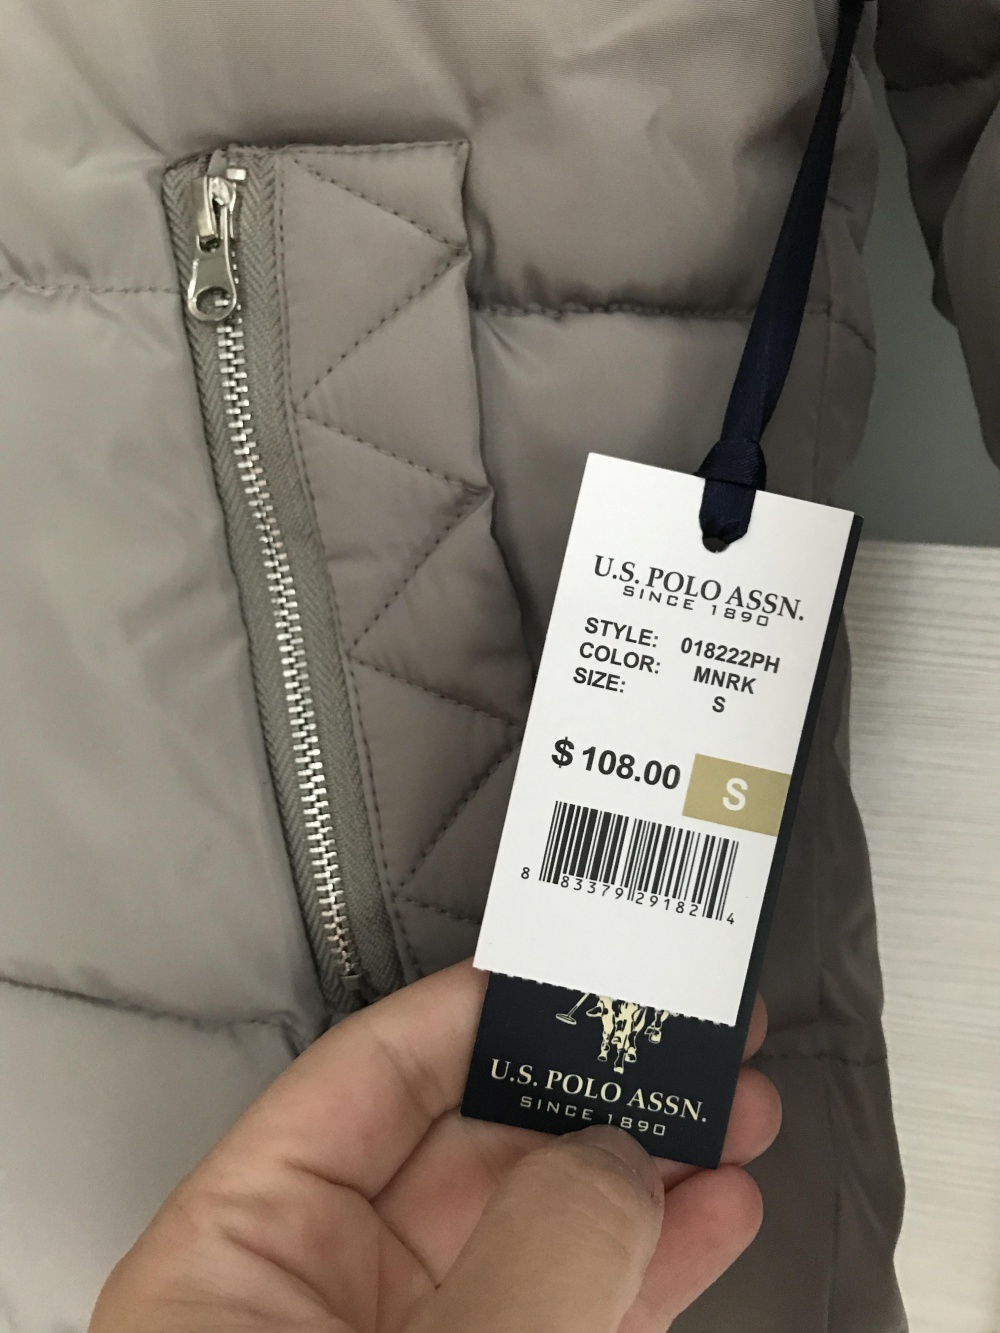 U.S. POLO ASSN.
SINCE 1890
STYLE: 018222PH
COLOR: MNRK
SIZE: S
$108.00 S
8 83379 29182 4
U.S. POLO ASSN.
SINCE 1890